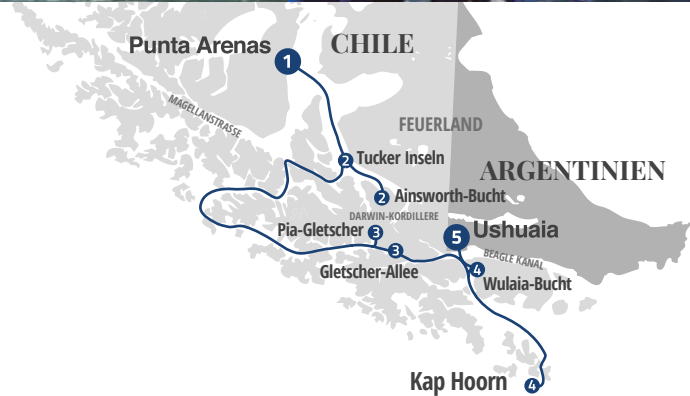 Punta Arenas
CHILE
1
MAGELLANSTRASSE
FEUERLAND
2 Tucker Inseln
ARGENTINIEN
2 Ainsworth-Bucht
DARWIN-KORDILLERE
Pia-Gletscher 3
5 Ushuaia
3
Gletscher-Allee
BEAGLE KANAL
4
Wulaia-Bucht
Kap Hoorn 4